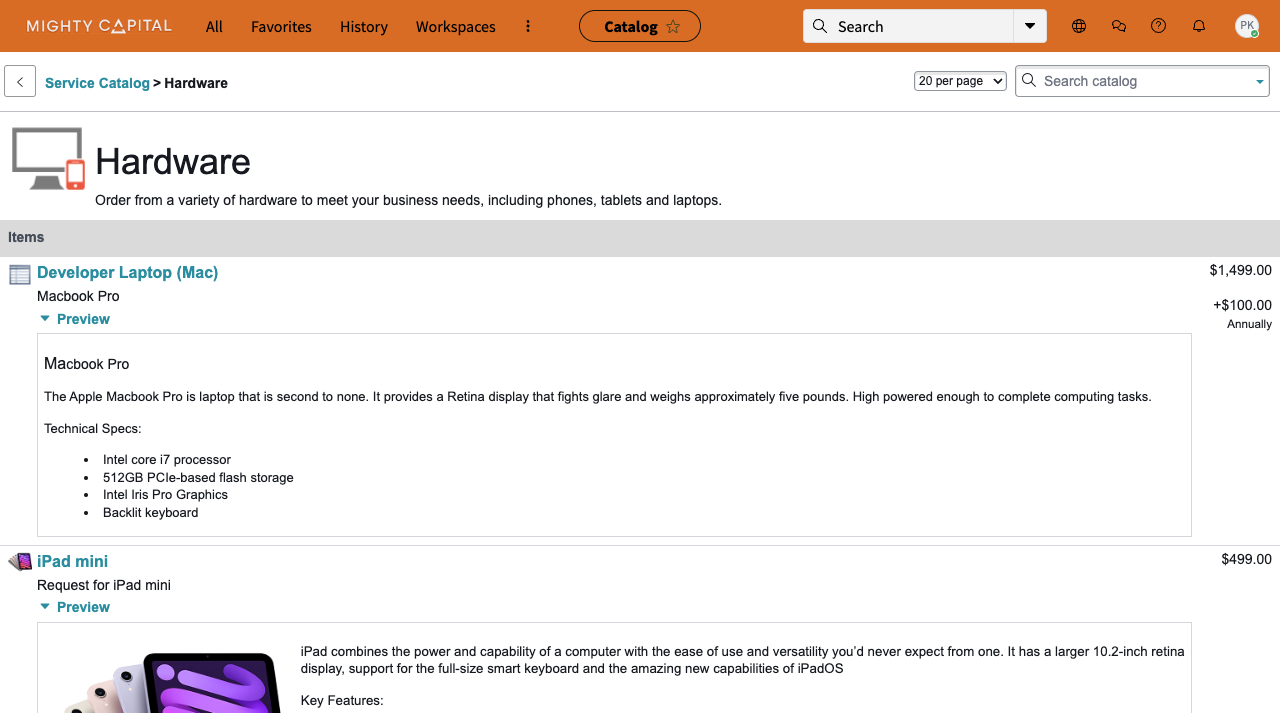 MIGHTY CAPITAL All Favorites History Workspaces Catalog Search PK
Service Catalog > Hardware 20 per page Search catalog
Hardware
Order from a variety of hardware to meet your business needs, including phones, tablets and laptops.
Items
Developer Laptop (Mac) $1,499.00
Macbook Pro +$100.00
Preview Annually
Macbook Pro
The Apple Macbook Pro is laptop that is second to none. It provides a Retina display that fights glare and weighs approximately five pounds. High powered enough to complete computing tasks.
Technical Specs:
• Intel core i7 processor
• 512GB PCIe-based flash storage
• Intel Iris Pro Graphics
• Backlit keyboard
iPad mini $499.00
Request for iPad mini
Preview
iPad combines the power and capability of a computer with the ease of use and versatility you'd never expect from one. It has a larger 10.2-inch retina
display, support for the full-size smart keyboard and the amazing new capabilities of iPadOS
Key Features: